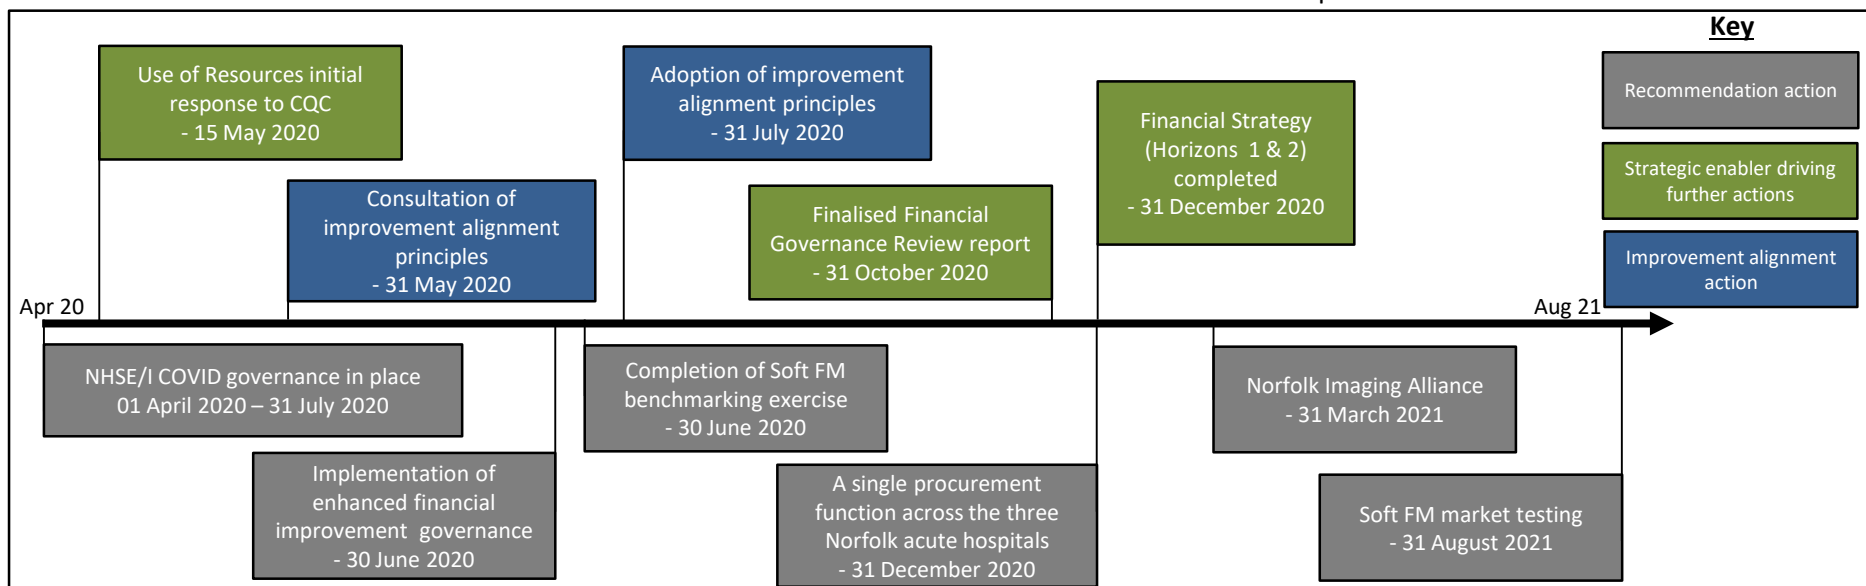 Key
Use of Resources initial
response to CQC
- 15 May 2020
Adoption of improvement
alignment principles
- 31 July 2020
Financial Strategy
(Horizons 1 & 2)
completed
- 31 December 2020
Recommendation action
Strategic enabler driving
further actions
Improvement alignment
action
Consultation of
improvement alignment
principles
- 31 May 2020
Finalised Financial
Governance Review report
- 31 October 2020
Apr 20
Aug 21
NHSE/I COVID governance in place
01 April 2020 – 31 July 2020
Completion of Soft FM
benchmarking exercise
- 30 June 2020
Norfolk Imaging Alliance
- 31 March 2021
Implementation of
enhanced financial
improvement governance
- 30 June 2020
A single procurement
function across the three
Norfolk acute hospitals
- 31 December 2020
Soft FM market testing
- 31 August 2021